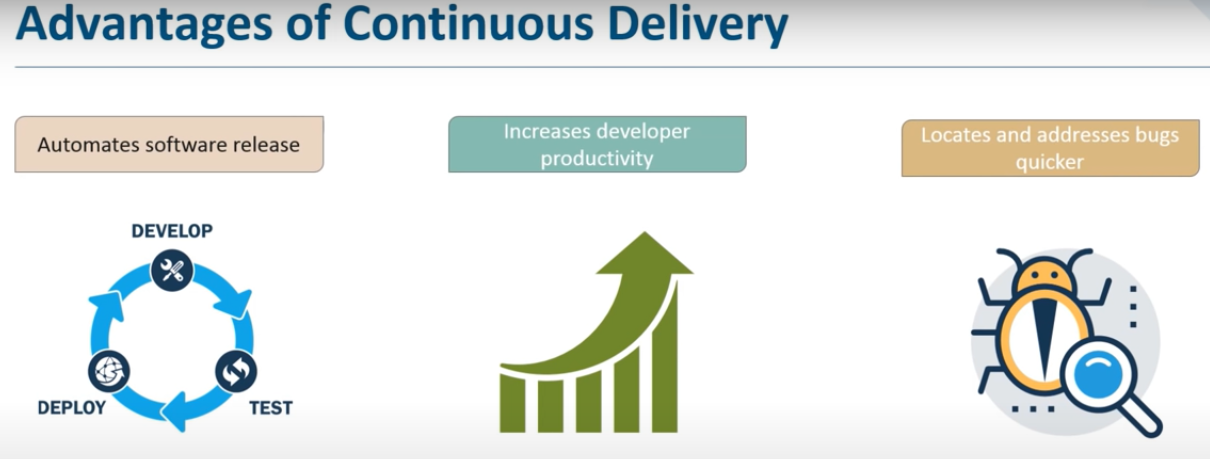 Advantages of Continuous Delivery
Automates software release
Increases developer
productivity
Locates and addresses bugs
quicker
DEVELOP
DEPLOY
TEST